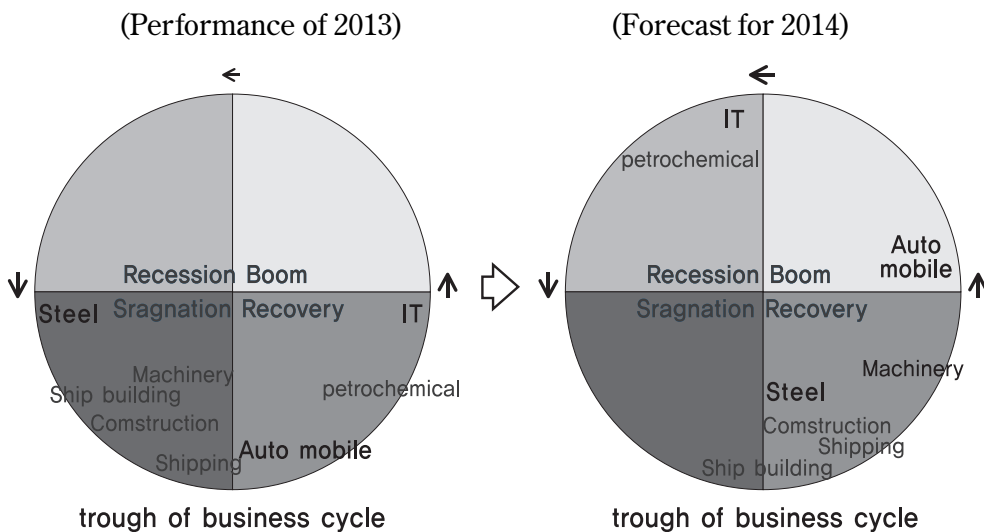 (Performance of 2013)
Recession Boom
Sragnation Recovery
Steel
IT
Machinery
Ship building
petrochemical
Comstruction
Auto mobile
Shipping
trough of business cycle
(Forecast for 2014)
IT
petrochemical
Auto
mobile
Recession Boom
Sragnation Recovery
Machinery
Steel
Comstruction
Shipping
Ship building
trough of business cycle